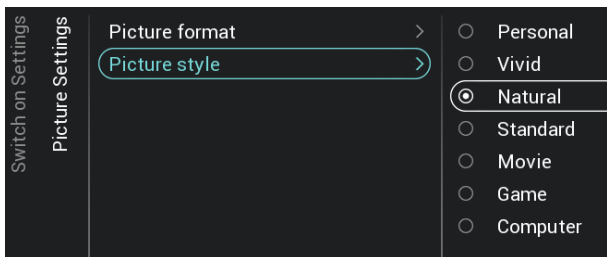 Switch on Settings
Picture Settings
Picture format
Picture style
Personal
Vivid
Natural
Standard
Movie
Game
Computer